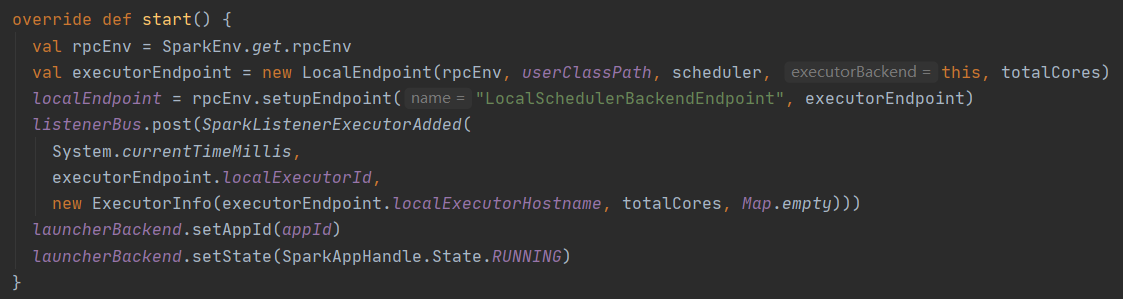 override def start() {
  val rpcEnv = SparkEnv.get.rpcEnv
  val executorEndpoint = new LocalEndpoint(rpcEnv, userClassPath, scheduler, executorBackend = this, totalCores)
  localEndpoint = rpcEnv.setupEndpoint( name = "LocalSchedulerBackendEndpoint", executorEndpoint)
  listenerBus.post(SparkListenerExecutorAdded(
    System.currentTimeMillis,
    executorEndpoint.localExecutorId,
    new ExecutorInfo(executorEndpoint.localExecutorHostname, totalCores, Map.empty)))
  launcherBackend.setAppId(appId)
  launcherBackend.setState(SparkAppHandle.State.RUNNING)
}